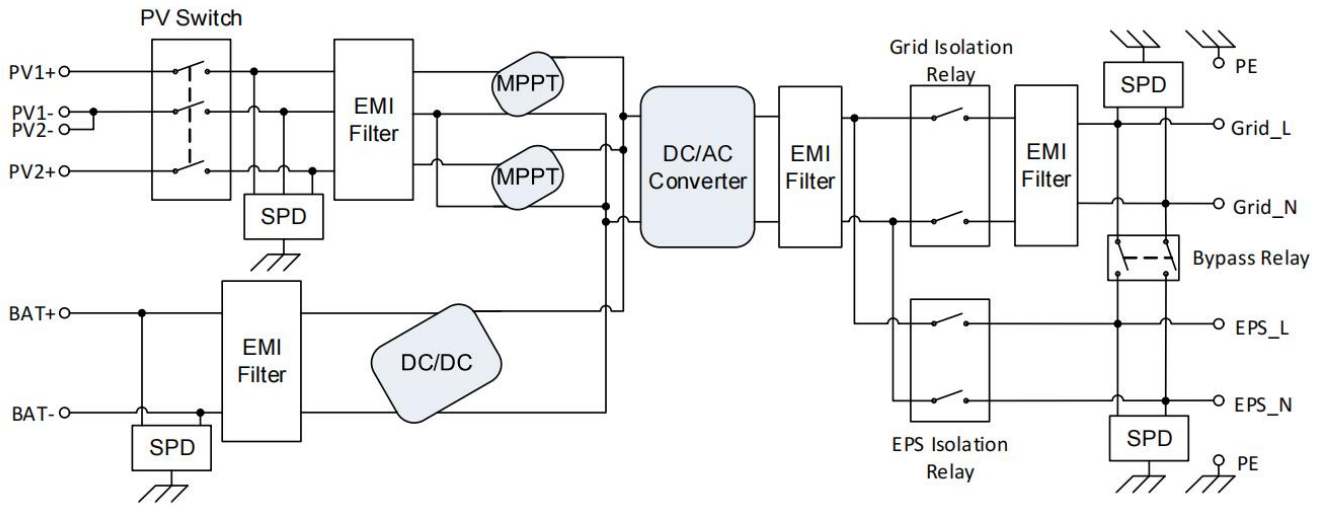 PV Switch
PV1+
PV1-
PV2-
PV2+
EMI
Filter
MPPT
MPPT
SPD
BAT+
BAT-
EMI
Filter
SPD
DC/DC
DC/AC
Converter
EMI
Filter
Grid Isolation
Relay
EMI
Filter
SPD
PE
Grid_L
Grid_N
Bypass Relay
EPS_L
EPS_N
EPS Isolation
Relay
SPD
PE